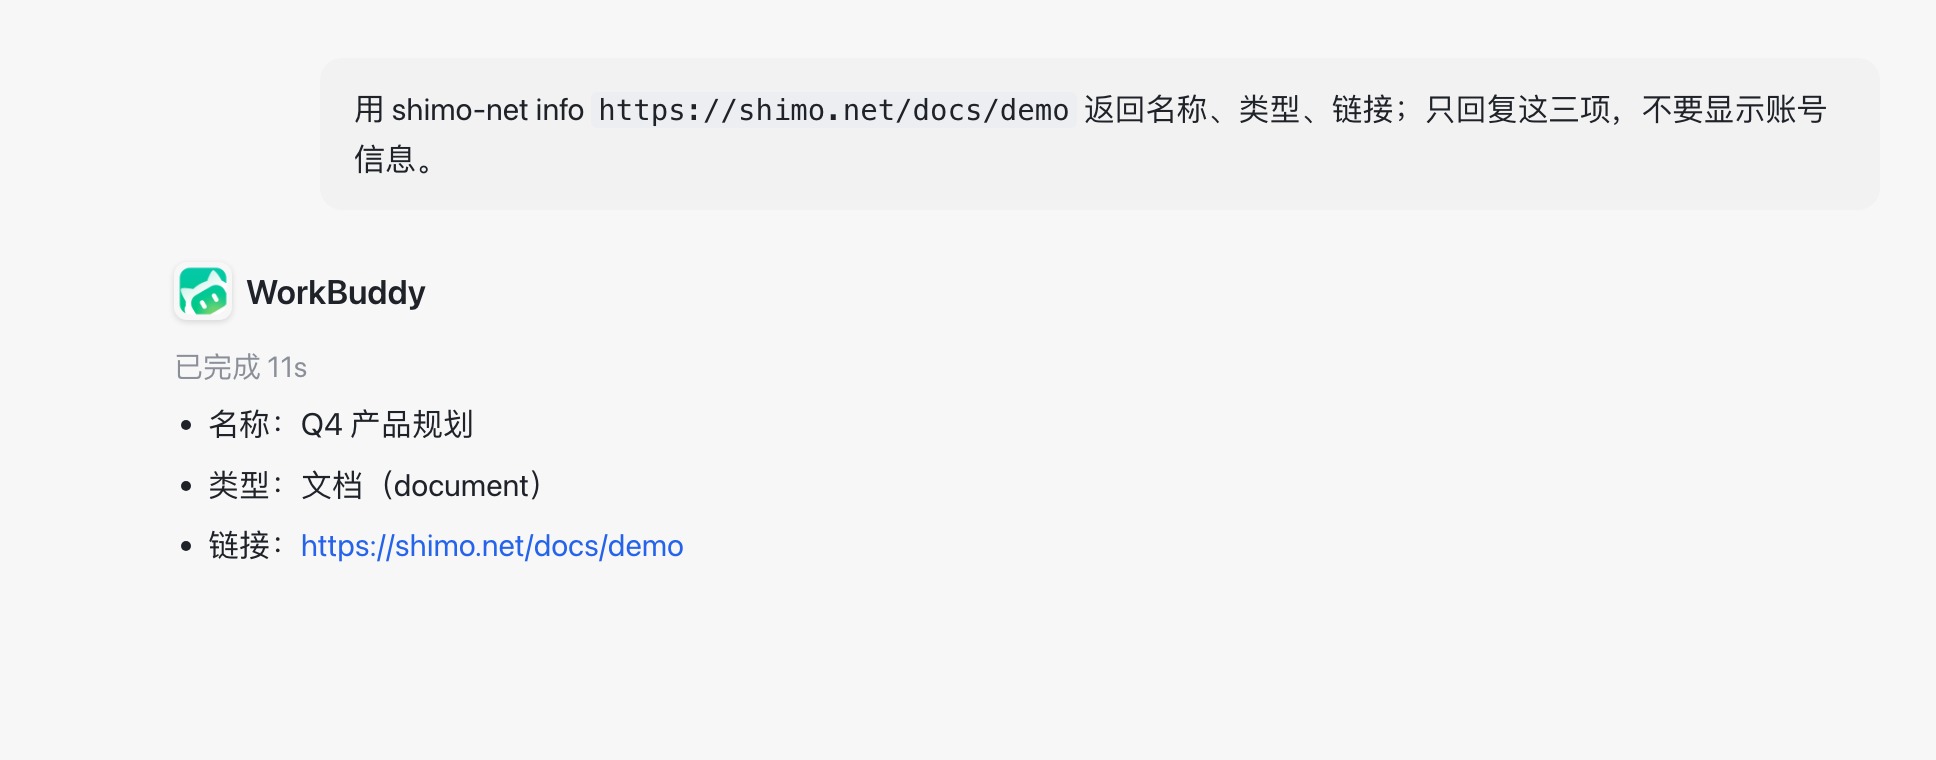 用 shimo-net info https://shimo.net/docs/demo 返回名称、类型、链接；只回复这三项，不要显示账号
信息。
WorkBuddy
已完成 11s
• 名称：Q4 产品规划
• 类型：文档（document）
• 链接：https://shimo.net/docs/demo